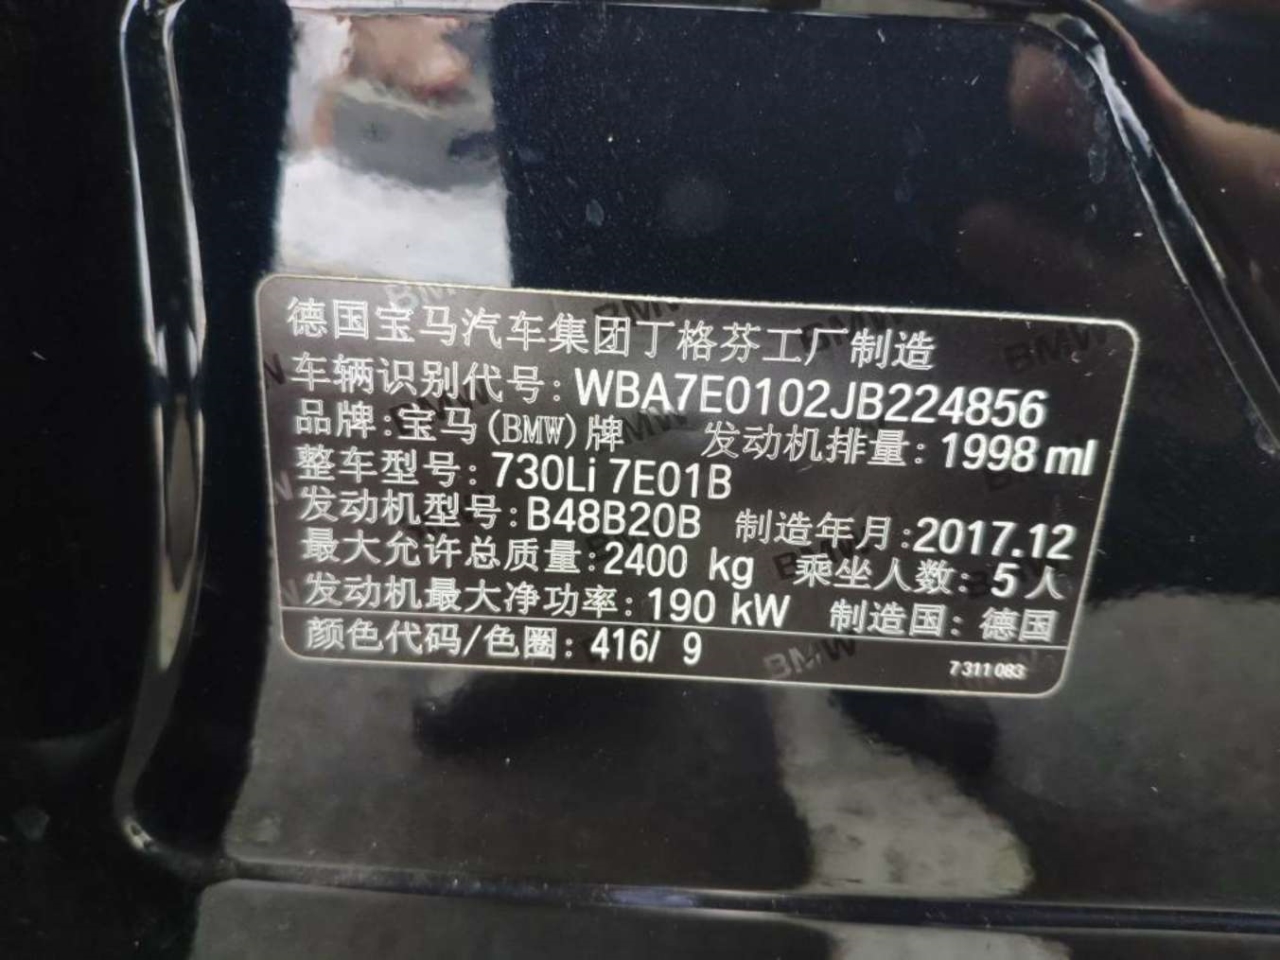 德国宝马汽车集团丁格芬工厂制造
车辆识别代号: WBA7E0102JB224856
品牌:宝马(BMW)牌 发动机排量: 1998 ml
整车型号: 730Li 7E01B
发动机型号: B48B20B 制造年月:2017.12
最大允许总质量:2400 kg 乘坐人数: 5人
发动机最大净功率: 190 kW 制造国: 德国
颜色代码/色圈: 416/ 9 7 311 083